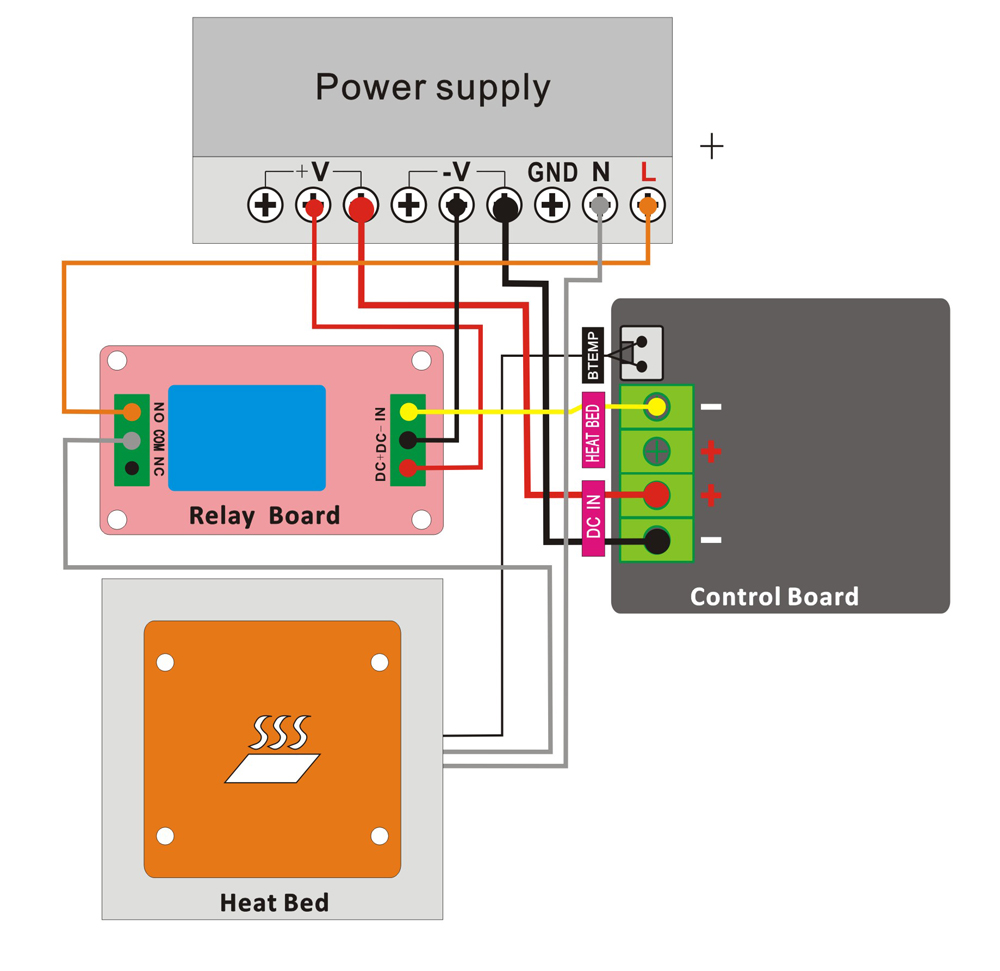 Power supply
+V -V GND N L
BTEMP
HEAT BED
DC IN
−
+
+
−
NO COM NC
DC+ DC- IN
Relay Board
Control Board
Heat Bed